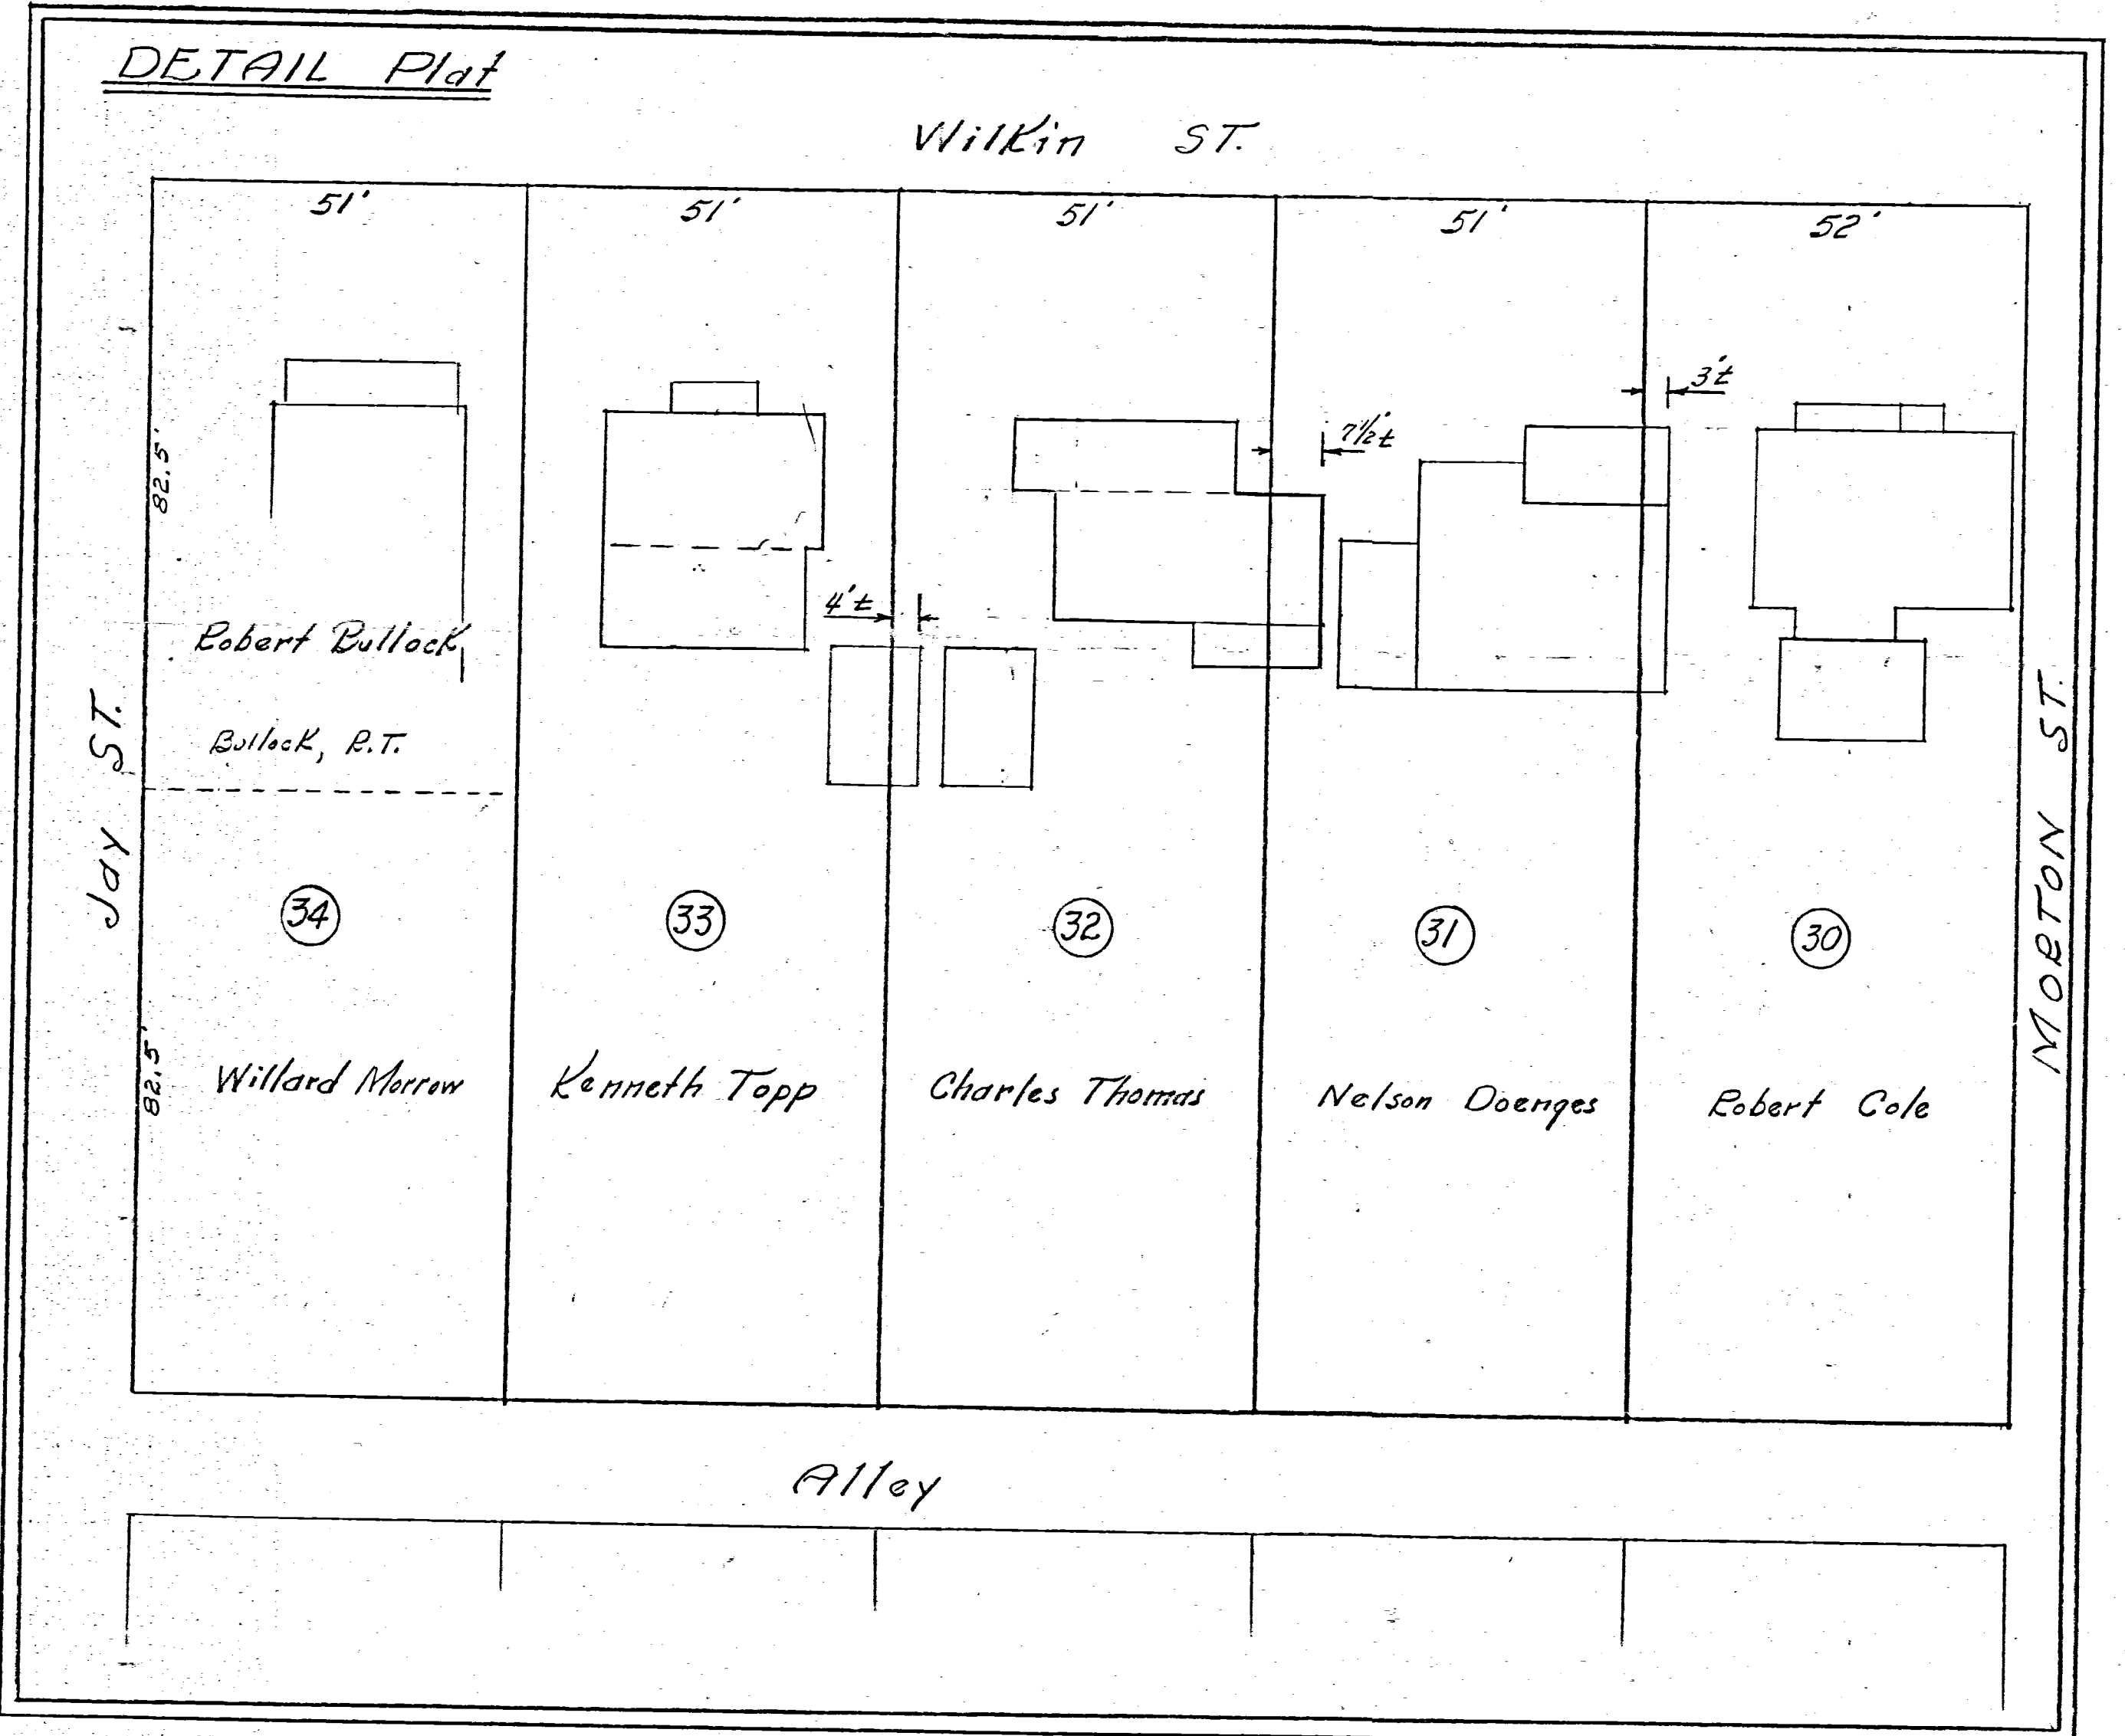 DETAIL Plat
Wilkin ST.
51' 51' 51' 51' 52'
3'±
7½'±
82.5'
4'±
Robert Bullock
Bullock, R.T.
Jay ST.
MORTON ST.
34 33 32 31 30
82.5'
Willard Morrow Kenneth Topp Charles Thomas Nelson Doenges Robert Cole
Alley